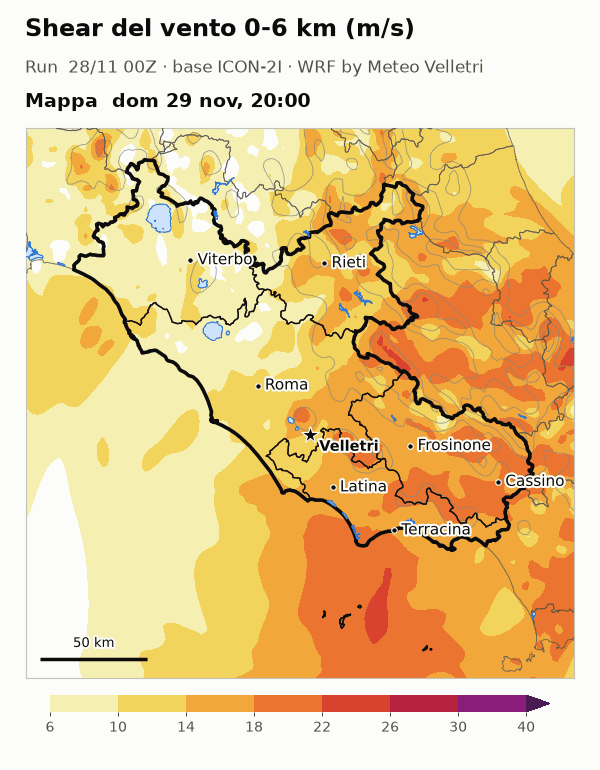 Shear del vento 0-6 km (m/s)
Run  28/11 00Z · base ICON-2I · WRF by Meteo Velletri
Mappa  dom 29 nov, 20:00
Viterbo
Rieti
Roma
Velletri
Frosinone
Latina
Cassino
Terracina
50 km
6 10 14 18 22 26 30 40